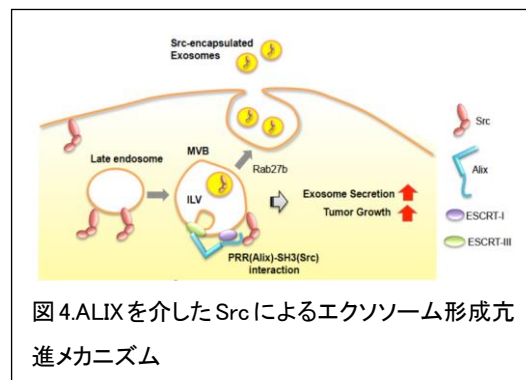 Src-encapsulated
Exosomes
Late endosome
MVB
ILV
Rab27b
Exosome Secretion
Tumor Growth
PRR(Alix)-SH3(Src)
interaction
Src
Alix
ESCRT-I
ESCRT-III
図4.ALIXを介したSrcによるエクソソーム形成亢
進メカニズム